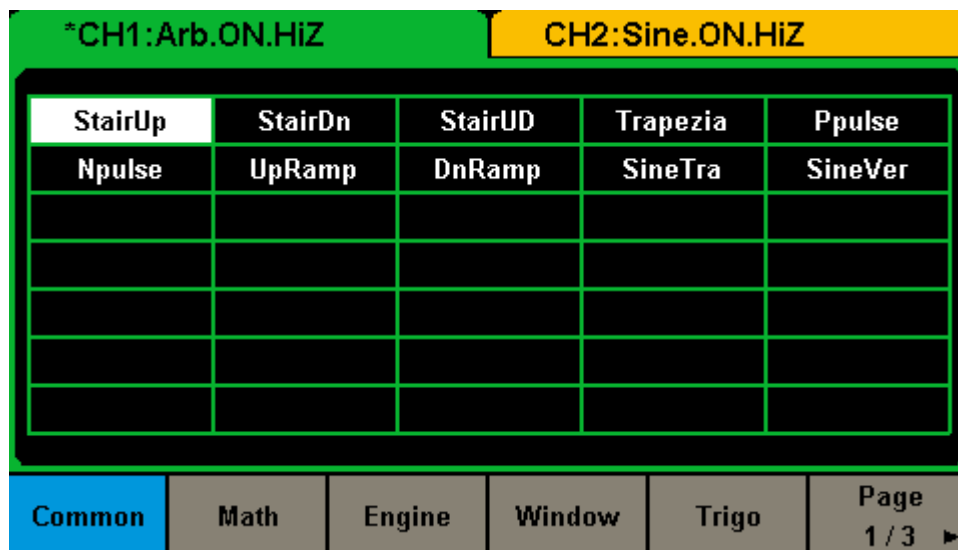 *CH1:Arb.ON.HiZ CH2:Sine.ON.HiZ
StairUp StairDn StairUD Trapezia Ppulse
Npulse UpRamp DnRamp SineTra SineVer
Common Math Engine Window Trigo Page 1/3 ►